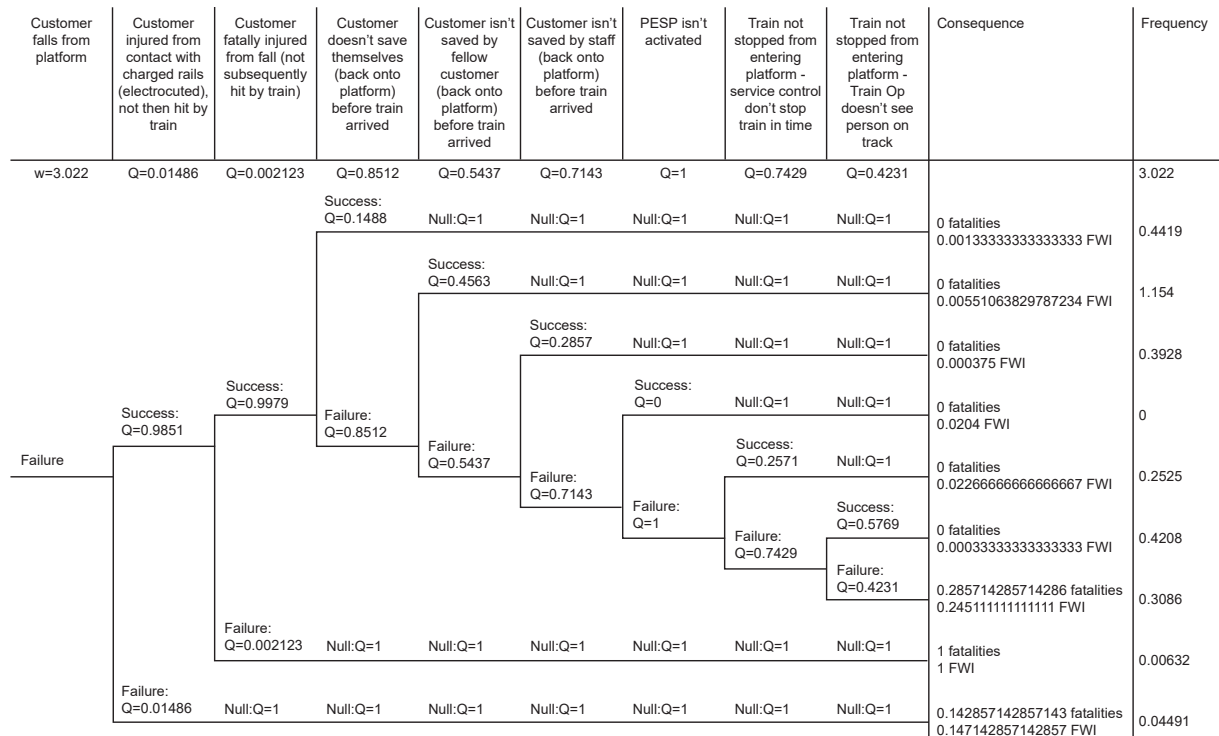 Customer
falls from
platform
Customer
injured from
contact with
charged rails
(electrocuted),
not then hit by
train
Customer
fatally injured
from fall (not
subsequently
hit by train)
Customer
doesn't save
themselves
(back onto
platform)
before train
arrived
Customer isn't
saved by
fellow
customer
(back onto
platform)
before train
arrived
Customer isn't
saved by staff
(back onto
platform)
before train
arrived
PESP isn't
activated
Train not
stopped from
entering
platform -
service control
don't stop
train in time
Train not
stopped from
entering
platform -
Train Op
doesn't see
person on
track
Consequence
Frequency
w=3.022 Q=0.01486 Q=0.002123 Q=0.8512 Q=0.5437 Q=0.7143 Q=1 Q=0.7429 Q=0.4231 3.022
Success:
Q=0.1488 Null:Q=1 Null:Q=1 Null:Q=1 Null:Q=1 Null:Q=1
0 fatalities
0.00133333333333333 FWI
0.4419
Success:
Q=0.4563 Null:Q=1 Null:Q=1 Null:Q=1 Null:Q=1
0 fatalities
0.00551063829787234 FWI
1.154
Success:
Q=0.2857 Null:Q=1 Null:Q=1 Null:Q=1
0 fatalities
0.000375 FWI
0.3928
Success:
Q=0.9979
Success:
Q=0 Null:Q=1 Null:Q=1
0 fatalities
0.0204 FWI
0
Success:
Q=0.9851
Failure:
Q=0.8512
Failure
Failure:
Q=0.5437
Success:
Q=0.2571 Null:Q=1
0 fatalities
0.02266666666666667 FWI
0.2525
Failure:
Q=0.7143
Failure:
Q=1
Success:
Q=0.5769
0 fatalities
0.00033333333333333 FWI
0.4208
Failure:
Q=0.7429
Failure:
Q=0.4231
0.285714285714286 fatalities
0.245111111111111 FWI
0.3086
Failure:
Q=0.002123 Null:Q=1 Null:Q=1 Null:Q=1 Null:Q=1 Null:Q=1 Null:Q=1
1 fatalities
1 FWI
0.00632
Failure:
Q=0.01486 Null:Q=1 Null:Q=1 Null:Q=1 Null:Q=1 Null:Q=1 Null:Q=1 Null:Q=1
0.142857142857143 fatalities
0.147142857142857 FWI
0.04491